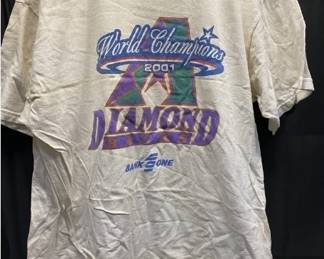 World Champions
2001
A
DIAMOND
BANK ONE